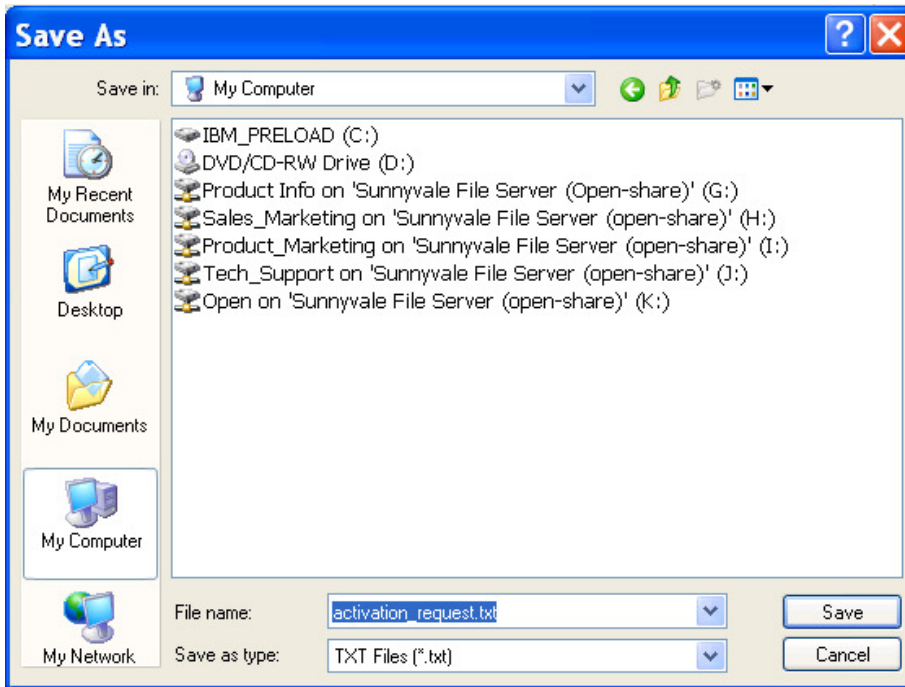 Save As
Save in: My Computer
IBM_PRELOAD (C:)
DVD/CD-RW Drive (D:)
Product Info on 'Sunnyvale File Server (Open-share)' (G:)
Sales_Marketing on 'Sunnyvale File Server (open-share)' (H:)
Product_Marketing on 'Sunnyvale File Server (open-share)' (I:)
Tech_Support on 'Sunnyvale File Server (open-share)' (J:)
Open on 'Sunnyvale File Server (open-share)' (K:)
My Recent
Documents
Desktop
My Documents
My Computer
My Network
File name: activation_request.txt Save
Save as type: TXT Files (*.txt) Cancel